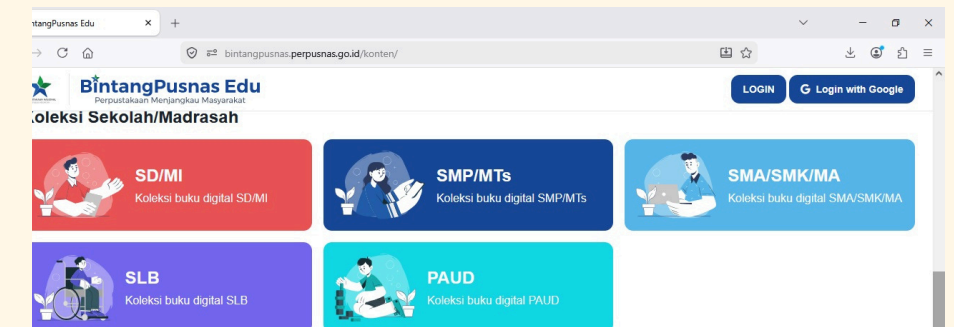 ntangPusnas Edu
bintangpusnas.perpusnas.go.id/konten/
BintangPusnas Edu
Perpustakaan Menjangkau Masyarakat
LOGIN
G Login with Google
Koleksi Sekolah/Madrasah
SD/MI
Koleksi buku digital SD/MI
SMP/MTs
Koleksi buku digital SMP/MTs
SMA/SMK/MA
Koleksi buku digital SMA/SMK/MA
SLB
Koleksi buku digital SLB
PAUD
Koleksi buku digital PAUD